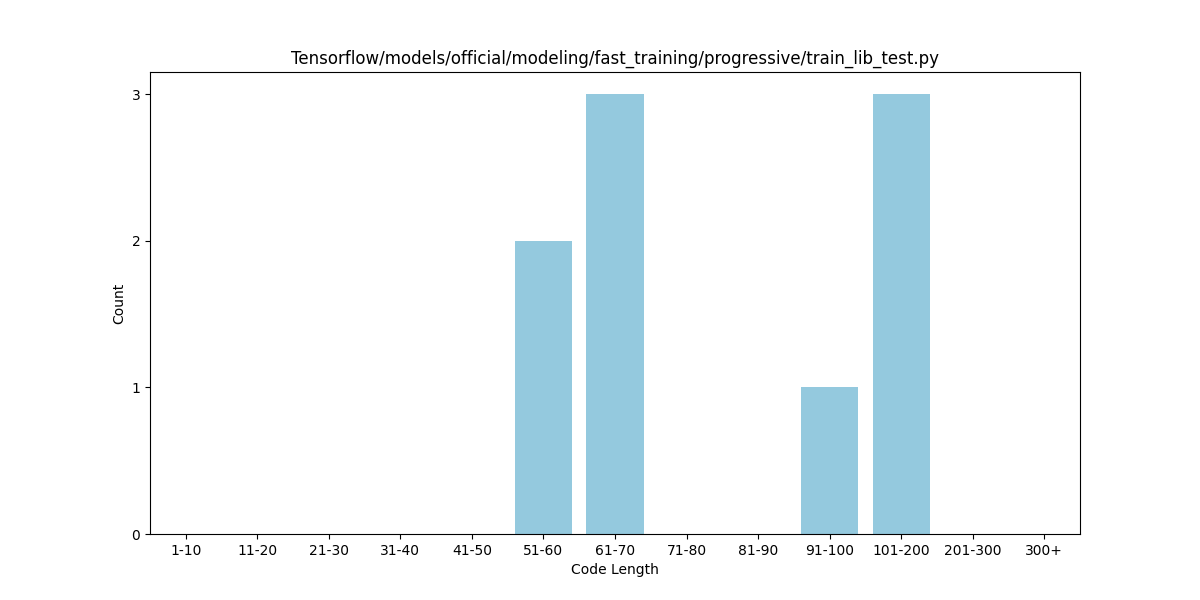 Tensorflow/models/official/modeling/fast_training/progressive/train_lib_test.py
3
2
1
0
Count
1-10 11-20 21-30 31-40 41-50 51-60 61-70 71-80 81-90 91-100 101-200 201-300 300+
Code Length